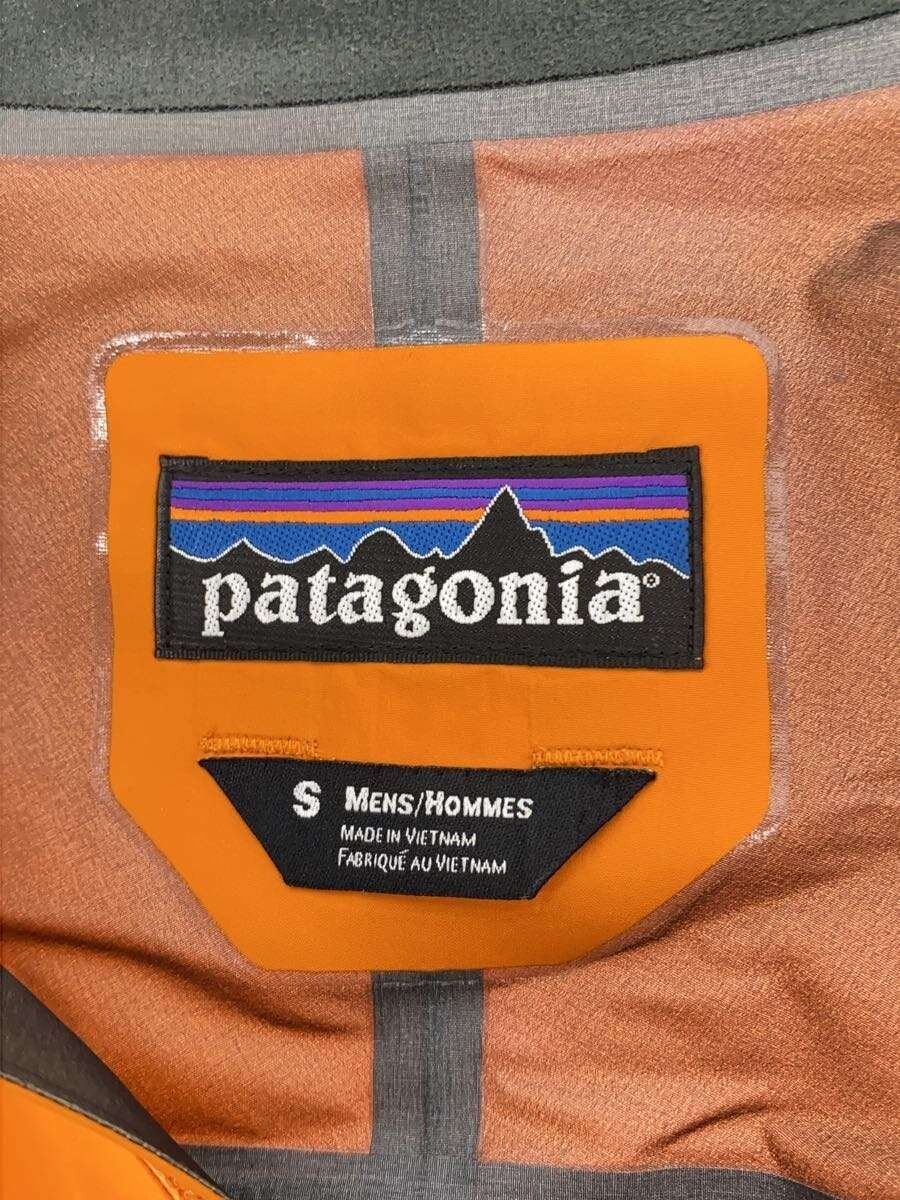 patagonia®
S MENS/HOMMES
MADE IN VIETNAM
FABRIQUÉ AU VIETNAM